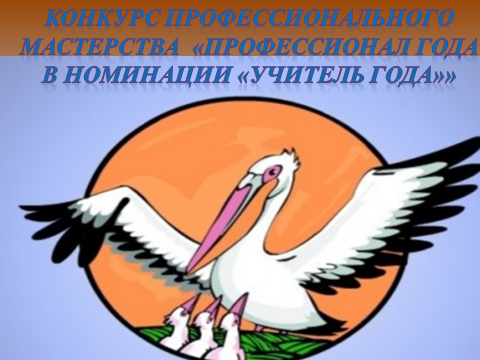 КОНКУРС ПРОФЕССИОНАЛЬНОГО
МАСТЕРСТВА «ПРОФЕССИОНАЛ ГОДА
В НОМИНАЦИИ «УЧИТЕЛЬ ГОДА»»